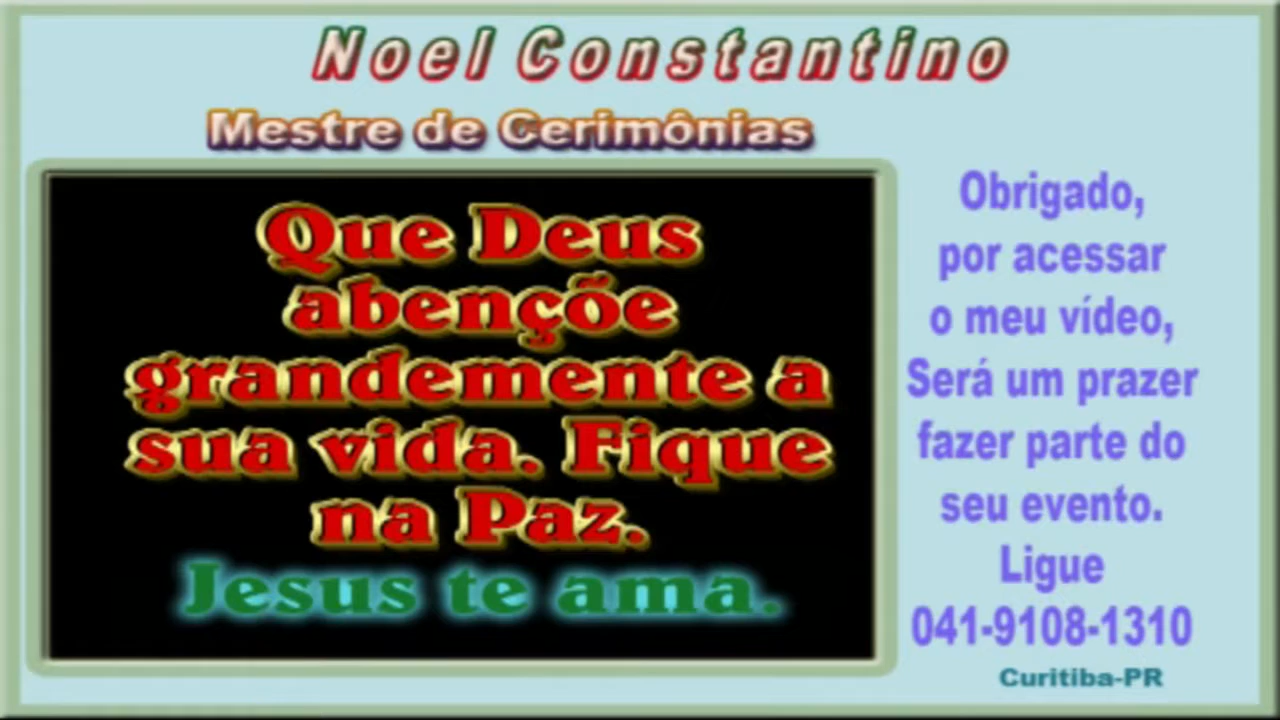 Noel Constantino
Mestre de Cerimônias
Que Deus
abençõe
grandemente a
sua vida. Fique
na Paz.
Jesus te ama.
Obrigado,
por acessar
o meu vídeo,
Será um prazer
fazer parte do
seu evento.
Ligue
041-9108-1310
Curitiba-PR